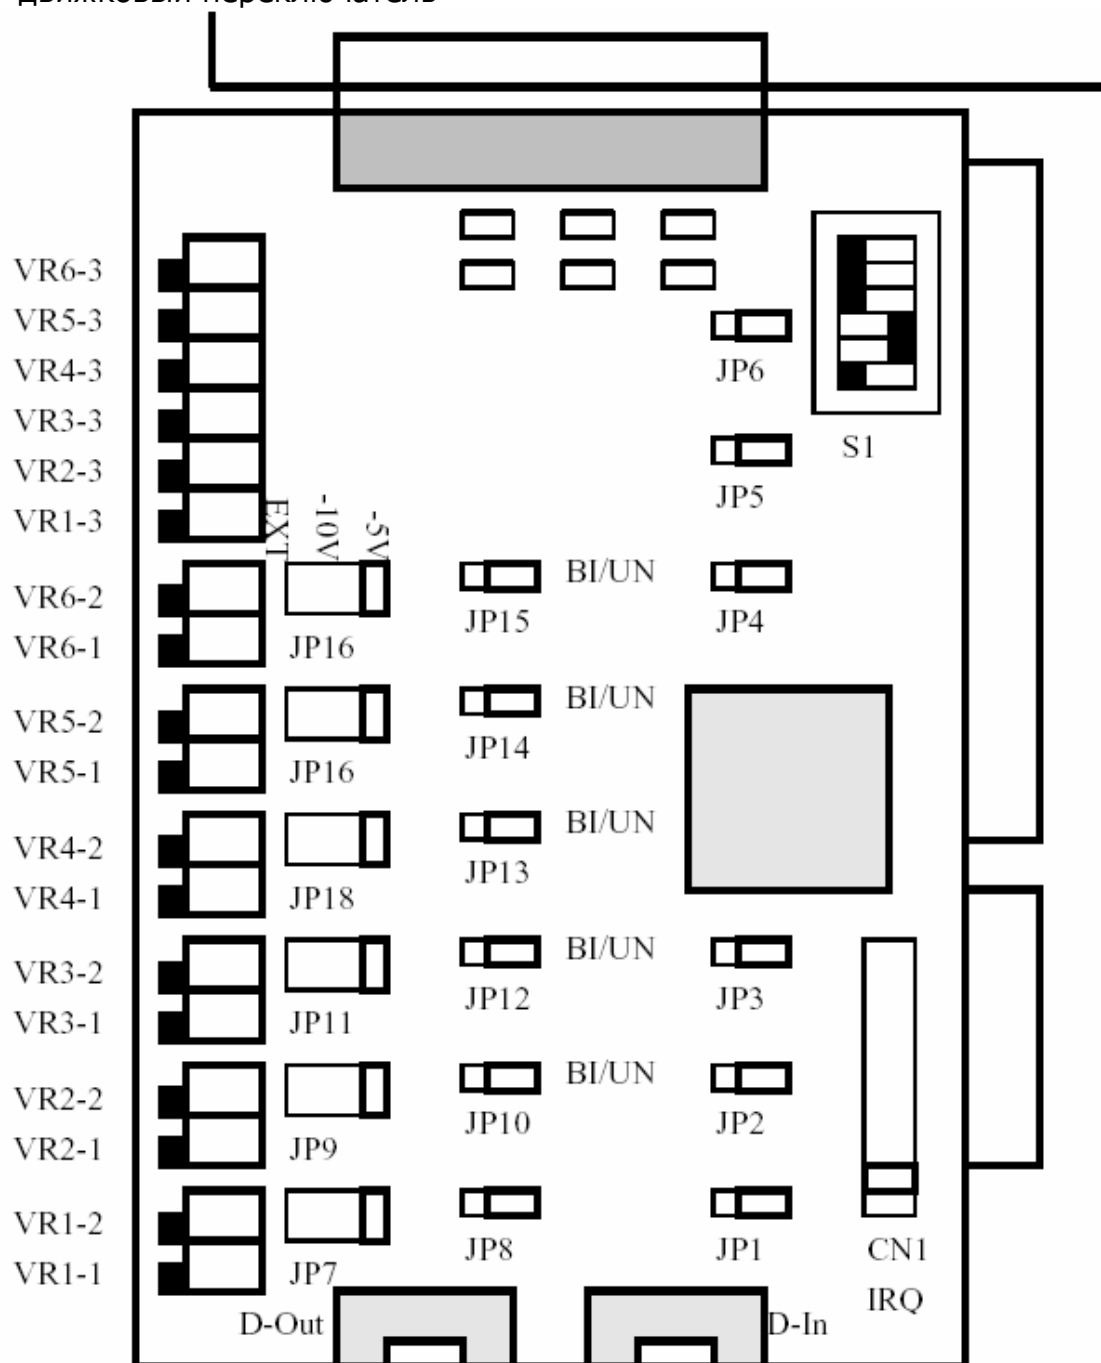 движковый переключатель
VR6-3
VR5-3
JP6
VR4-3
VR3-3
S1
VR2-3
JP5
VR1-3
EXT
-10V
-5V
BI/UN
VR6-2
JP15
JP4
VR6-1
JP16
BI/UN
VR5-2
JP14
VR5-1
JP16
BI/UN
VR4-2
JP13
VR4-1
JP18
BI/UN
VR3-2
JP12
JP3
VR3-1
JP11
BI/UN
VR2-2
JP10
JP2
VR2-1
JP9
VR1-2
JP8
JP1
CN1
VR1-1
JP7
IRQ
D-Out
D-In